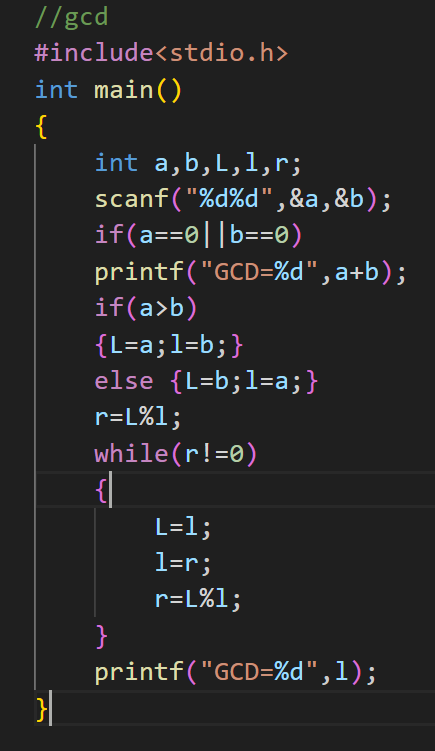 //gcd
#include<stdio.h>
int main()
{
    int a,b,L,l,r;
    scanf("%d%d",&a,&b);
    if(a==0||b==0)
    printf("GCD=%d",a+b);
    if(a>b)
    {L=a;l=b;}
    else {L=b;l=a;}
    r=L%l;
    while(r!=0)
    {
        L=l;
        l=r;
        r=L%l;
    }
    printf("GCD=%d",l);
}